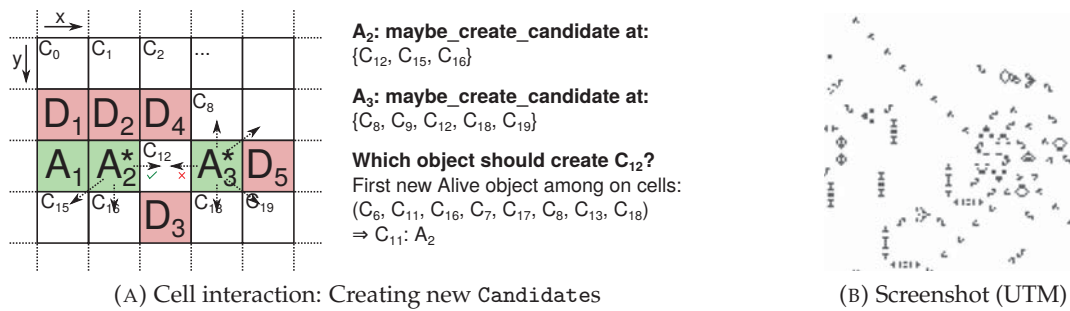 x
y
C0 C1 C2 ...
D1 D2 D4 C8
A1 A2* C12 A3* D5
C15 C16 D3 C18 C19
A2: maybe_create_candidate at:
{C12, C15, C16}
A3: maybe_create_candidate at:
{C8, C9, C12, C18, C19}
Which object should create C12?
First new Alive object among on cells:
(C6, C11, C16, C7, C17, C8, C13, C18)
⇒ C11: A2
(A) Cell interaction: Creating new Candidates
(B) Screenshot (UTM)